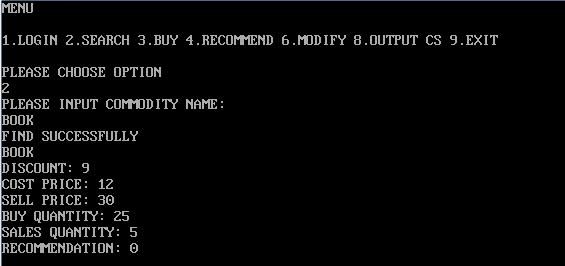 MENU
1.LOGIN 2.SEARCH 3.BUY 4.RECOMMEND 6.MODIFY 8.OUTPUT CS 9.EXIT
PLEASE CHOOSE OPTION
2
PLEASE INPUT COMMODITY NAME:
BOOK
FIND SUCCESSFULLY
BOOK
DISCOUNT: 9
COST PRICE: 12
SELL PRICE: 30
BUY QUANTITY: 25
SALES QUANTITY: 5
RECOMMENDATION: 0